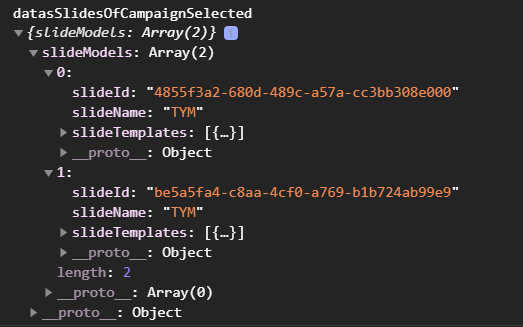 datasSlidesOfCampaignSelected
▼{slideModels: Array(2)} i
▼slideModels: Array(2)
▼0:
slideId: "4855f3a2-680d-489c-a57a-cc3bb308e000"
slideName: "TYM"
▶slideTemplates: [{…}]
▶__proto__: Object
▼1:
slideId: "be5a5fa4-c8aa-4cf0-a769-b1b724ab99e9"
slideName: "TYM"
▶slideTemplates: [{…}]
▶__proto__: Object
length: 2
▶__proto__: Array(0)
▶__proto__: Object